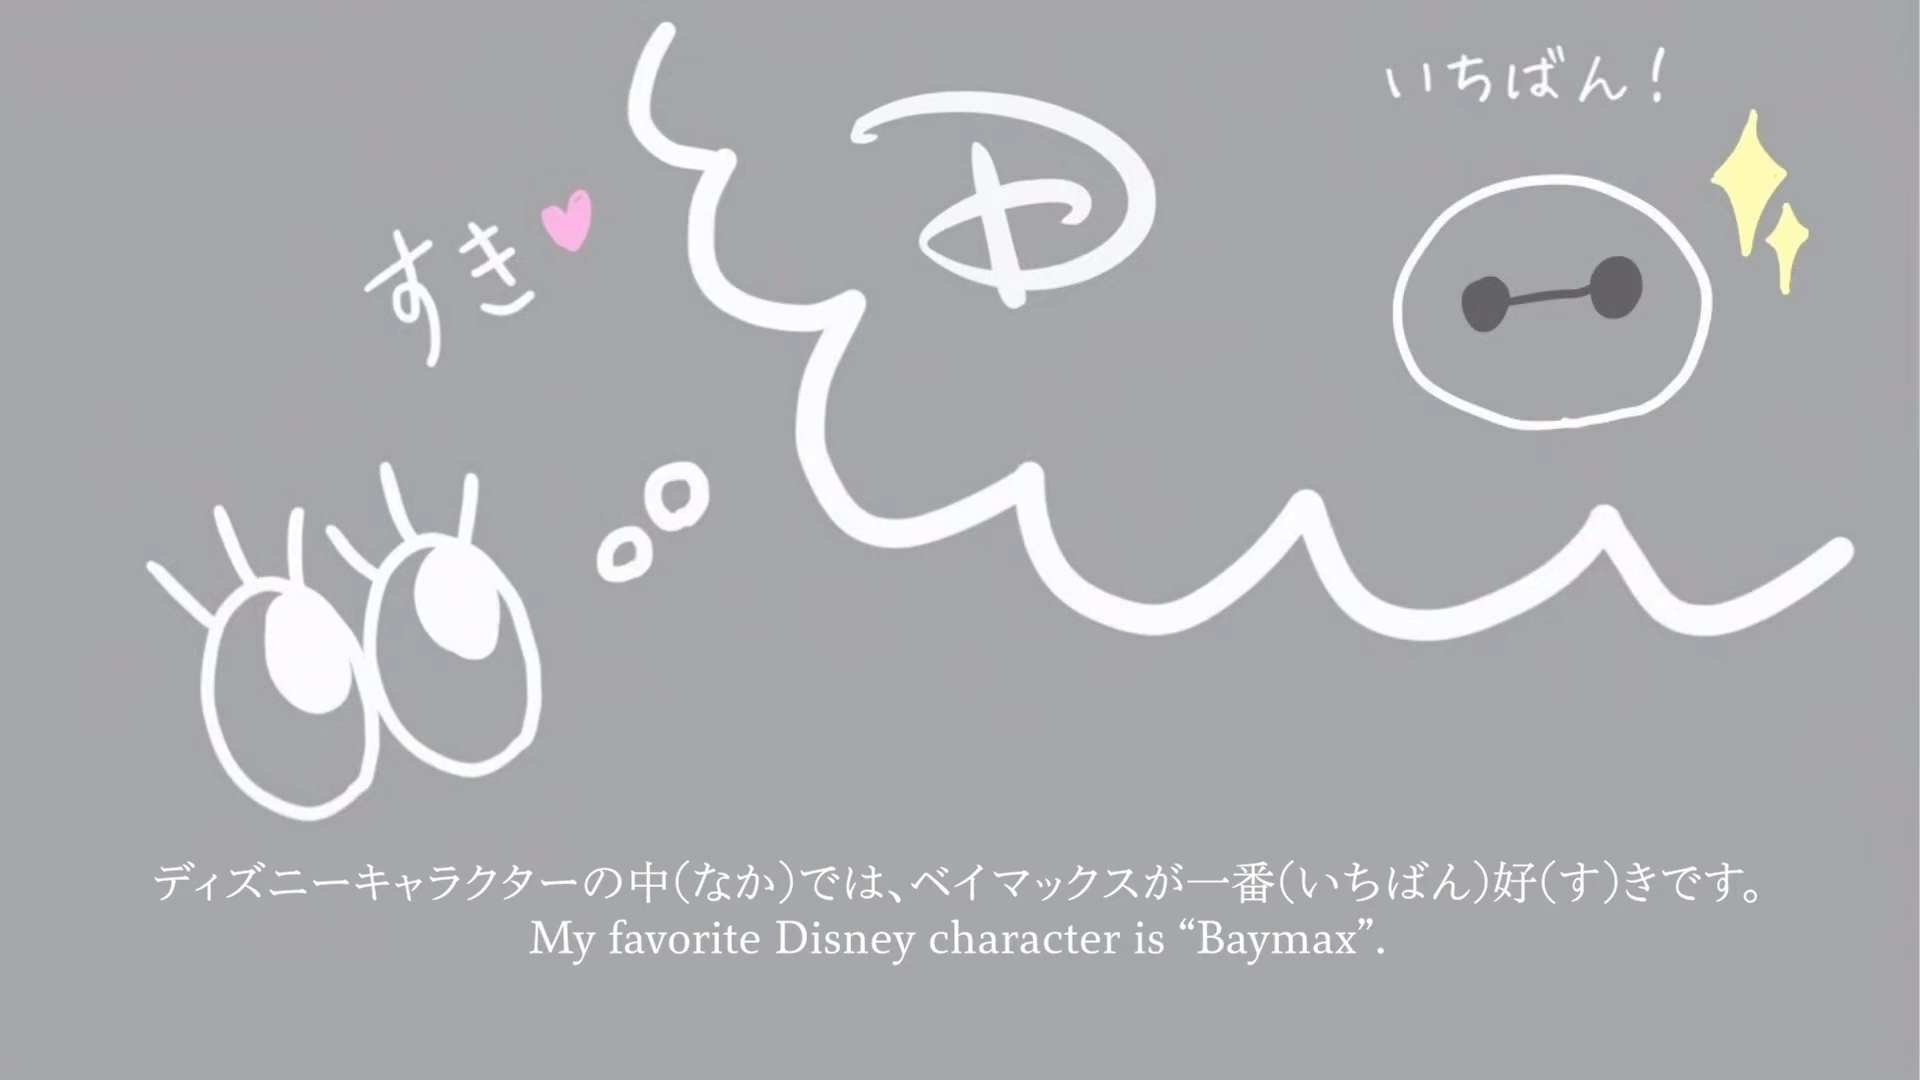 いちばん!
すき
D
ディズニーキャラクターの中(なか)では、ベイマックスが一番(いちばん)好(す)きです。
My favorite Disney character is “Baymax”.